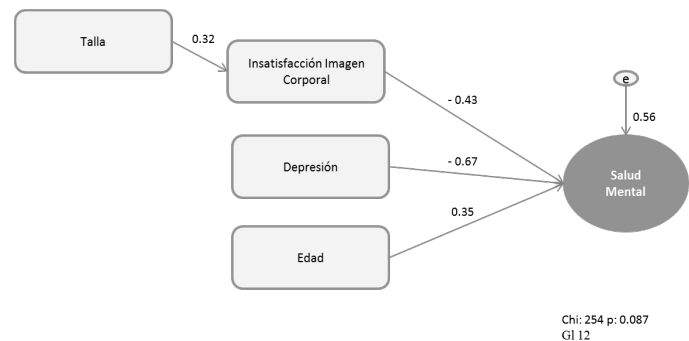 Talla
0.32
Insatisfacción Imagen
Corporal
- 0.43
e
0.56
Depresión
- 0.67
Salud
Mental
0.35
Edad
Chi: 254 p: 0.087
Gl 12